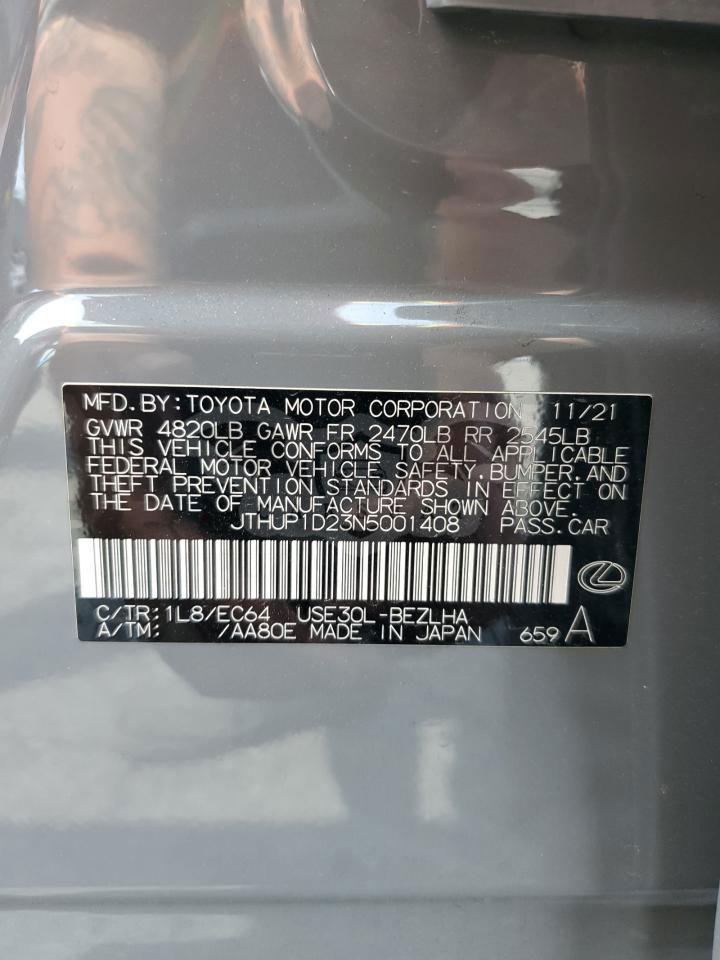 MFD. BY: TOYOTA MOTOR CORPORATION 11/21
GVWR 4820LB GAWR FR 2470LB RR 2545LB
THIS VEHICLE CONFORMS TO ALL APPLICABLE
FEDERAL MOTOR VEHICLE SAFETY, BUMPER, AND
THEFT PREVENTION STANDARDS IN EFFECT ON
THE DATE OF MANUFACTURE SHOWN ABOVE.
JTHUP1D23N5001408 PASS. CAR
C/TR: 1L8/EC64 USE30L-BEZLHA
A/TM: /AA80E MADE IN JAPAN 659 A